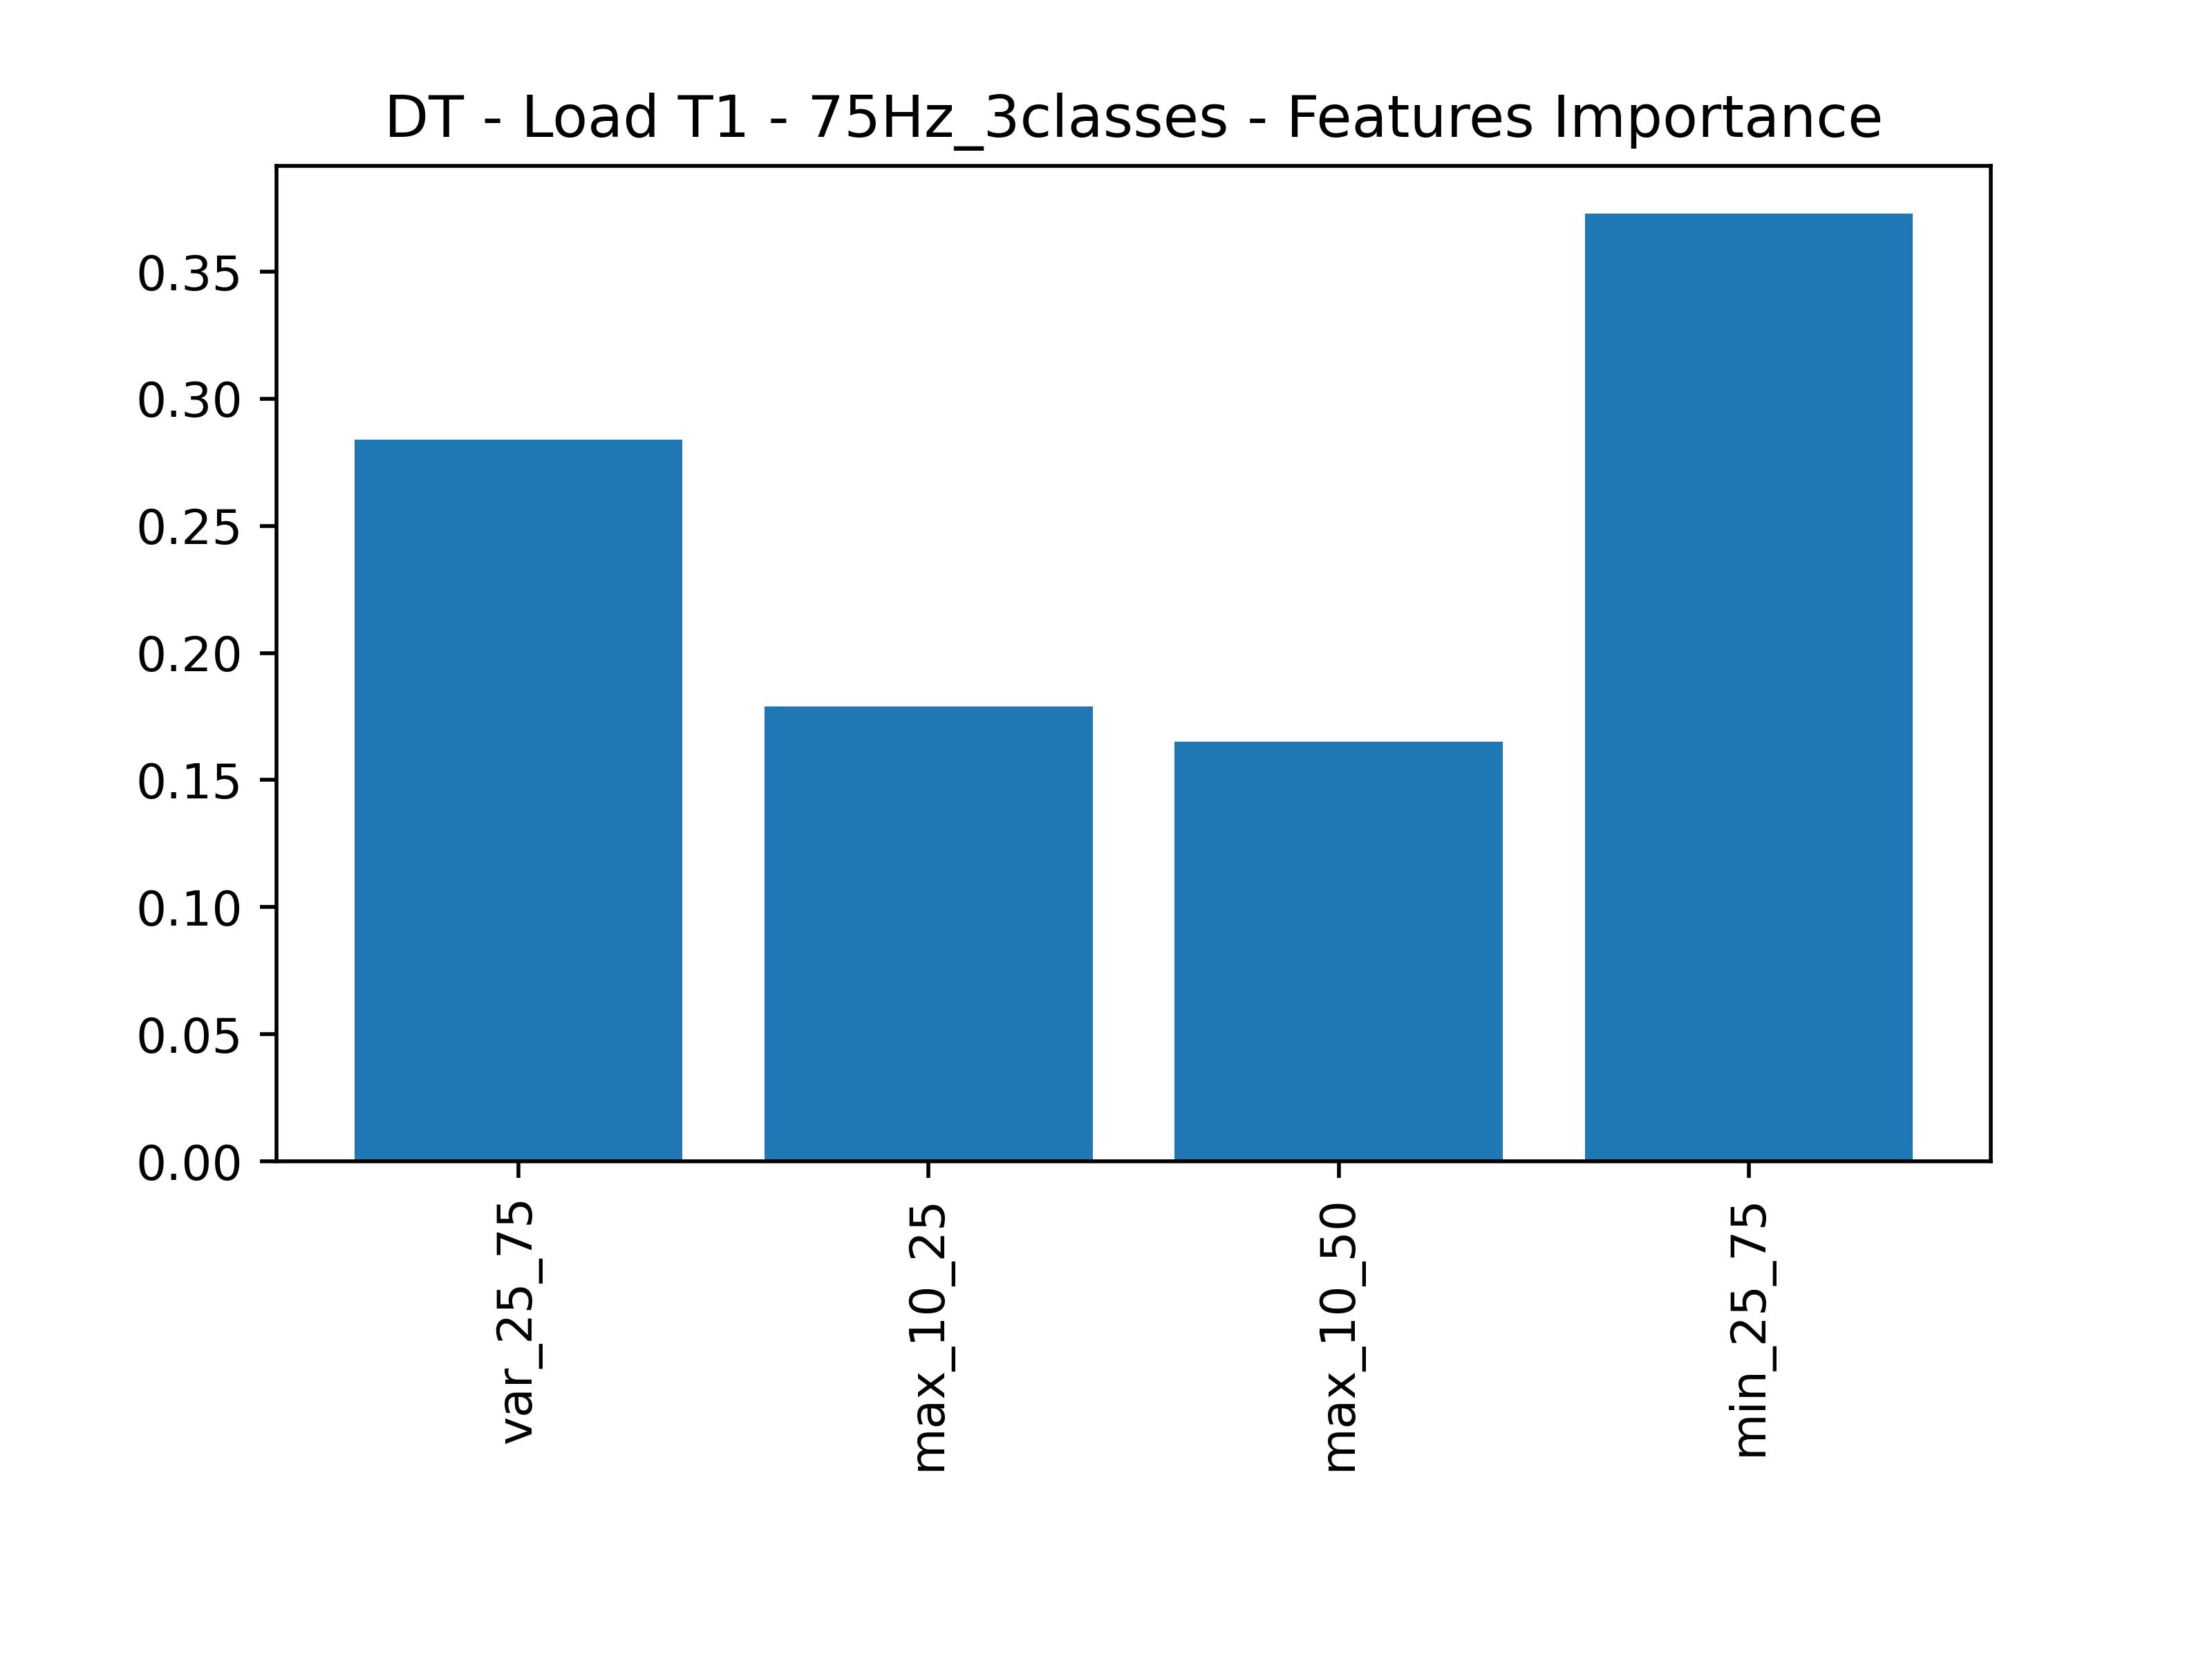 DT - Load T1 - 75Hz_3classes - Features Importance
0.35
0.30
0.25
0.20
0.15
0.10
0.05
0.00
var_25_75
max_10_25
max_10_50
min_25_75